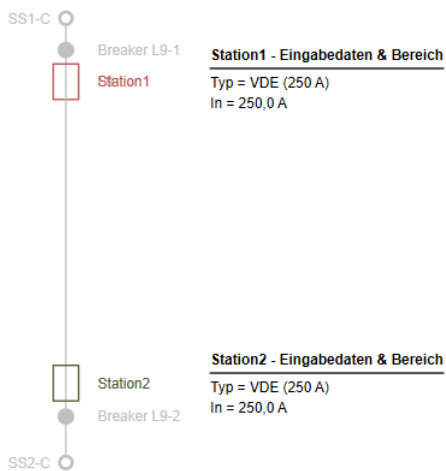 SS1-C
Breaker L9-1
Station1
Station1 - Eingabedaten & Bereich
Typ = VDE (250 A)
In = 250,0 A
Station2 - Eingabedaten & Bereich
Station2
Typ = VDE (250 A)
In = 250,0 A
Breaker L9-2
SS2-C